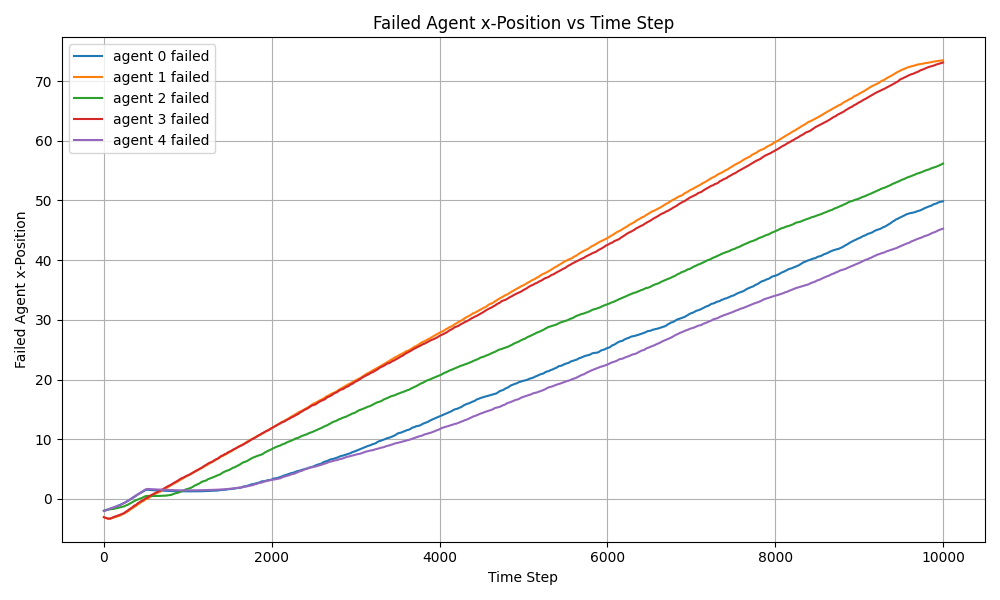 Failed Agent x-Position vs Time Step
agent 0 failed
agent 1 failed
agent 2 failed
agent 3 failed
agent 4 failed
Failed Agent x-Position
70
60
50
40
30
20
10
0
0 2000 4000 6000 8000 10000
Time Step